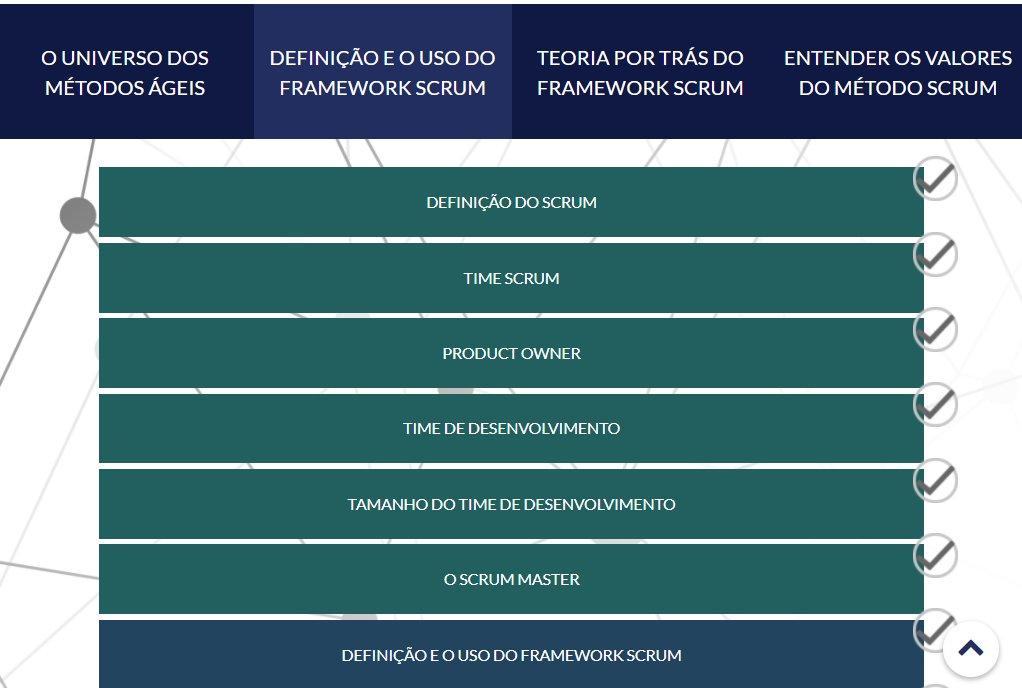 O UNIVERSO DOS
MÉTODOS ÁGEIS
DEFINIÇÃO E O USO DO
FRAMEWORK SCRUM
TEORIA POR TRÁS DO
FRAMEWORK SCRUM
ENTENDER OS VALORES
DO MÉTODO SCRUM
DEFINIÇÃO DO SCRUM
TIME SCRUM
PRODUCT OWNER
TIME DE DESENVOLVIMENTO
TAMANHO DO TIME DE DESENVOLVIMENTO
O SCRUM MASTER
DEFINIÇÃO E O USO DO FRAMEWORK SCRUM